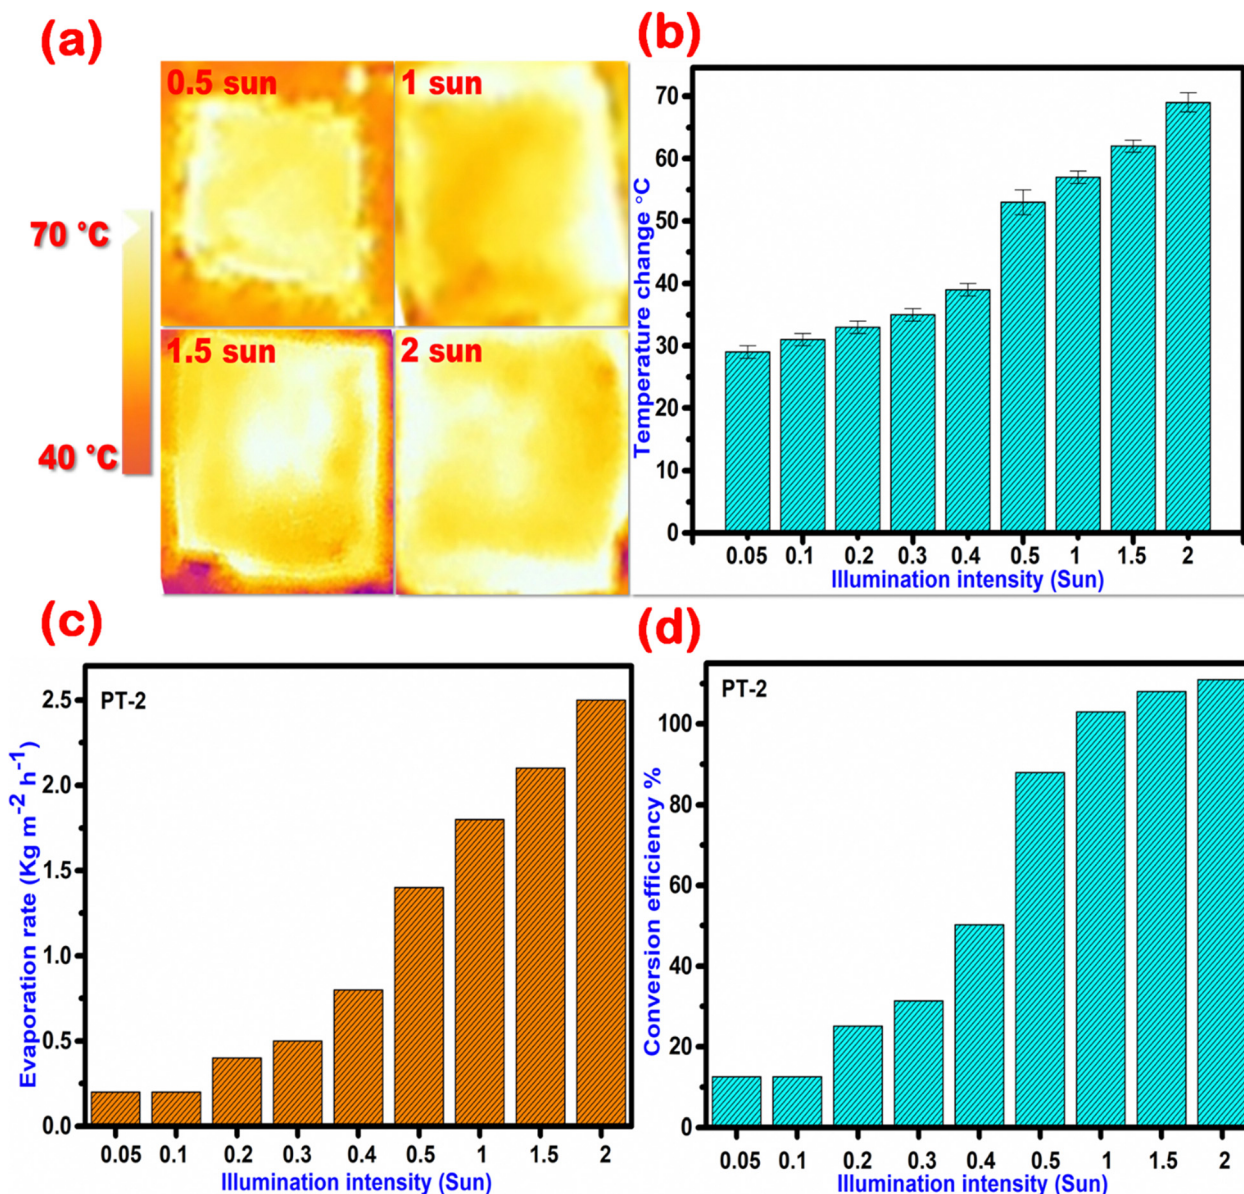 (a)
0.5 sun
1 sun
70 °C
40 °C
1.5 sun
2 sun
(b)
Temperature change °C
70
60
50
40
30
20
10
0
0.05 0.1 0.2 0.3 0.4 0.5 1 1.5 2
Illumination intensity (Sun)
(c)
PT-2
Evaporation rate (Kg m⁻² h⁻¹)
2.5
2.0
1.5
1.0
0.5
0.0
0.05 0.1 0.2 0.3 0.4 0.5 1 1.5 2
Illumination intensity (Sun)
(d)
PT-2
Conversion efficiency %
100
80
60
40
20
0
0.05 0.1 0.2 0.3 0.4 0.5 1 1.5 2
Illumination intensity (Sun)